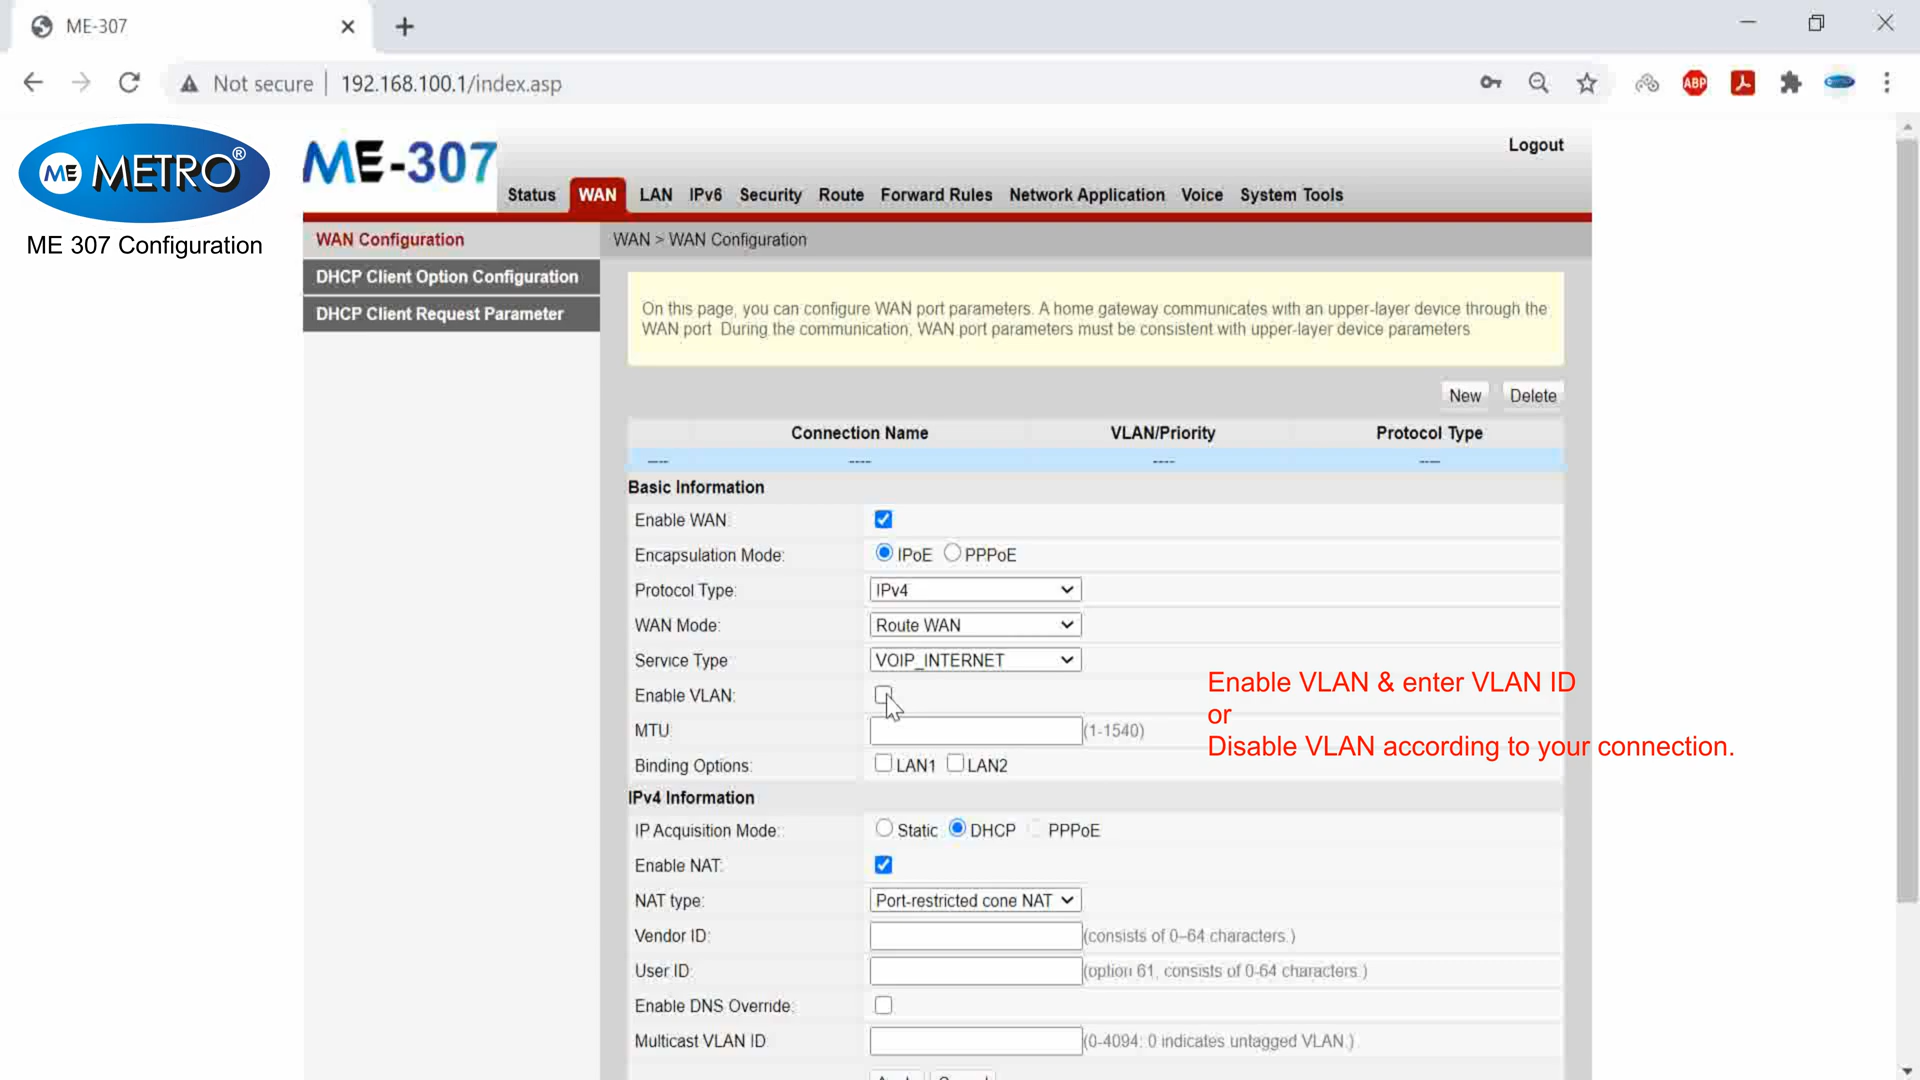 ME-307
Not secure | 192.168.100.1/index.asp
ABP
ME METRO®
ME 307 Configuration
ME-307
Logout
Status WAN LAN IPv6 Security Route Forward Rules Network Application Voice System Tools
WAN Configuration
DHCP Client Option Configuration
DHCP Client Request Parameter
WAN > WAN Configuration
On this page, you can configure WAN port parameters. A home gateway communicates with an upper-layer device through the
WAN port. During the communication, WAN port parameters must be consistent with upper-layer device parameters.
New Delete
Connection Name VLAN/Priority Protocol Type
---- ---- ---- ----
Basic Information
Enable WAN:
Encapsulation Mode: IPoE PPPoE
Protocol Type: IPv4
WAN Mode: Route WAN
Service Type: VOIP_INTERNET
Enable VLAN:
MTU: (1-1540)
Binding Options: LAN1 LAN2
Enable VLAN & enter VLAN ID
or
Disable VLAN according to your connection.
IPv4 Information
IP Acquisition Mode: Static DHCP PPPoE
Enable NAT:
NAT type: Port-restricted cone NAT
Vendor ID: (consists of 0–64 characters.)
User ID: (option 61, consists of 0-64 characters.)
Enable DNS Override:
Multicast VLAN ID: (0-4094; 0 indicates untagged VLAN.)